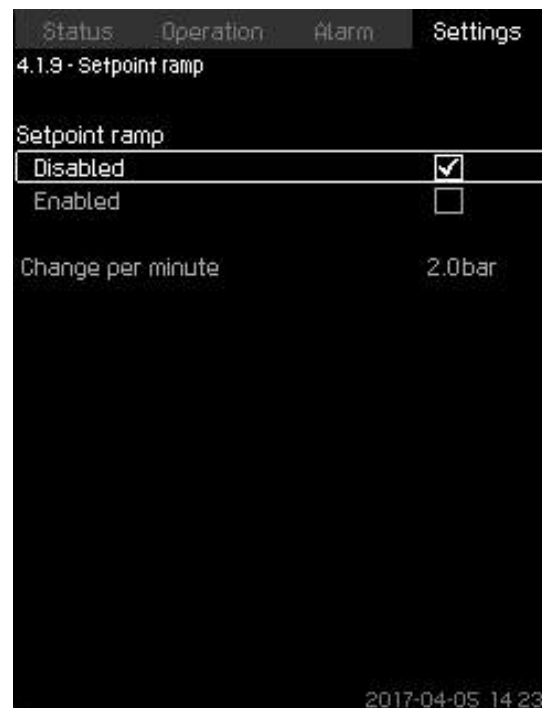 Status Operation Alarm Settings
4.1.9 - Setpoint ramp
Setpoint ramp
Disabled
Enabled
Change per minute 2.0bar
2017-04-05 14:23